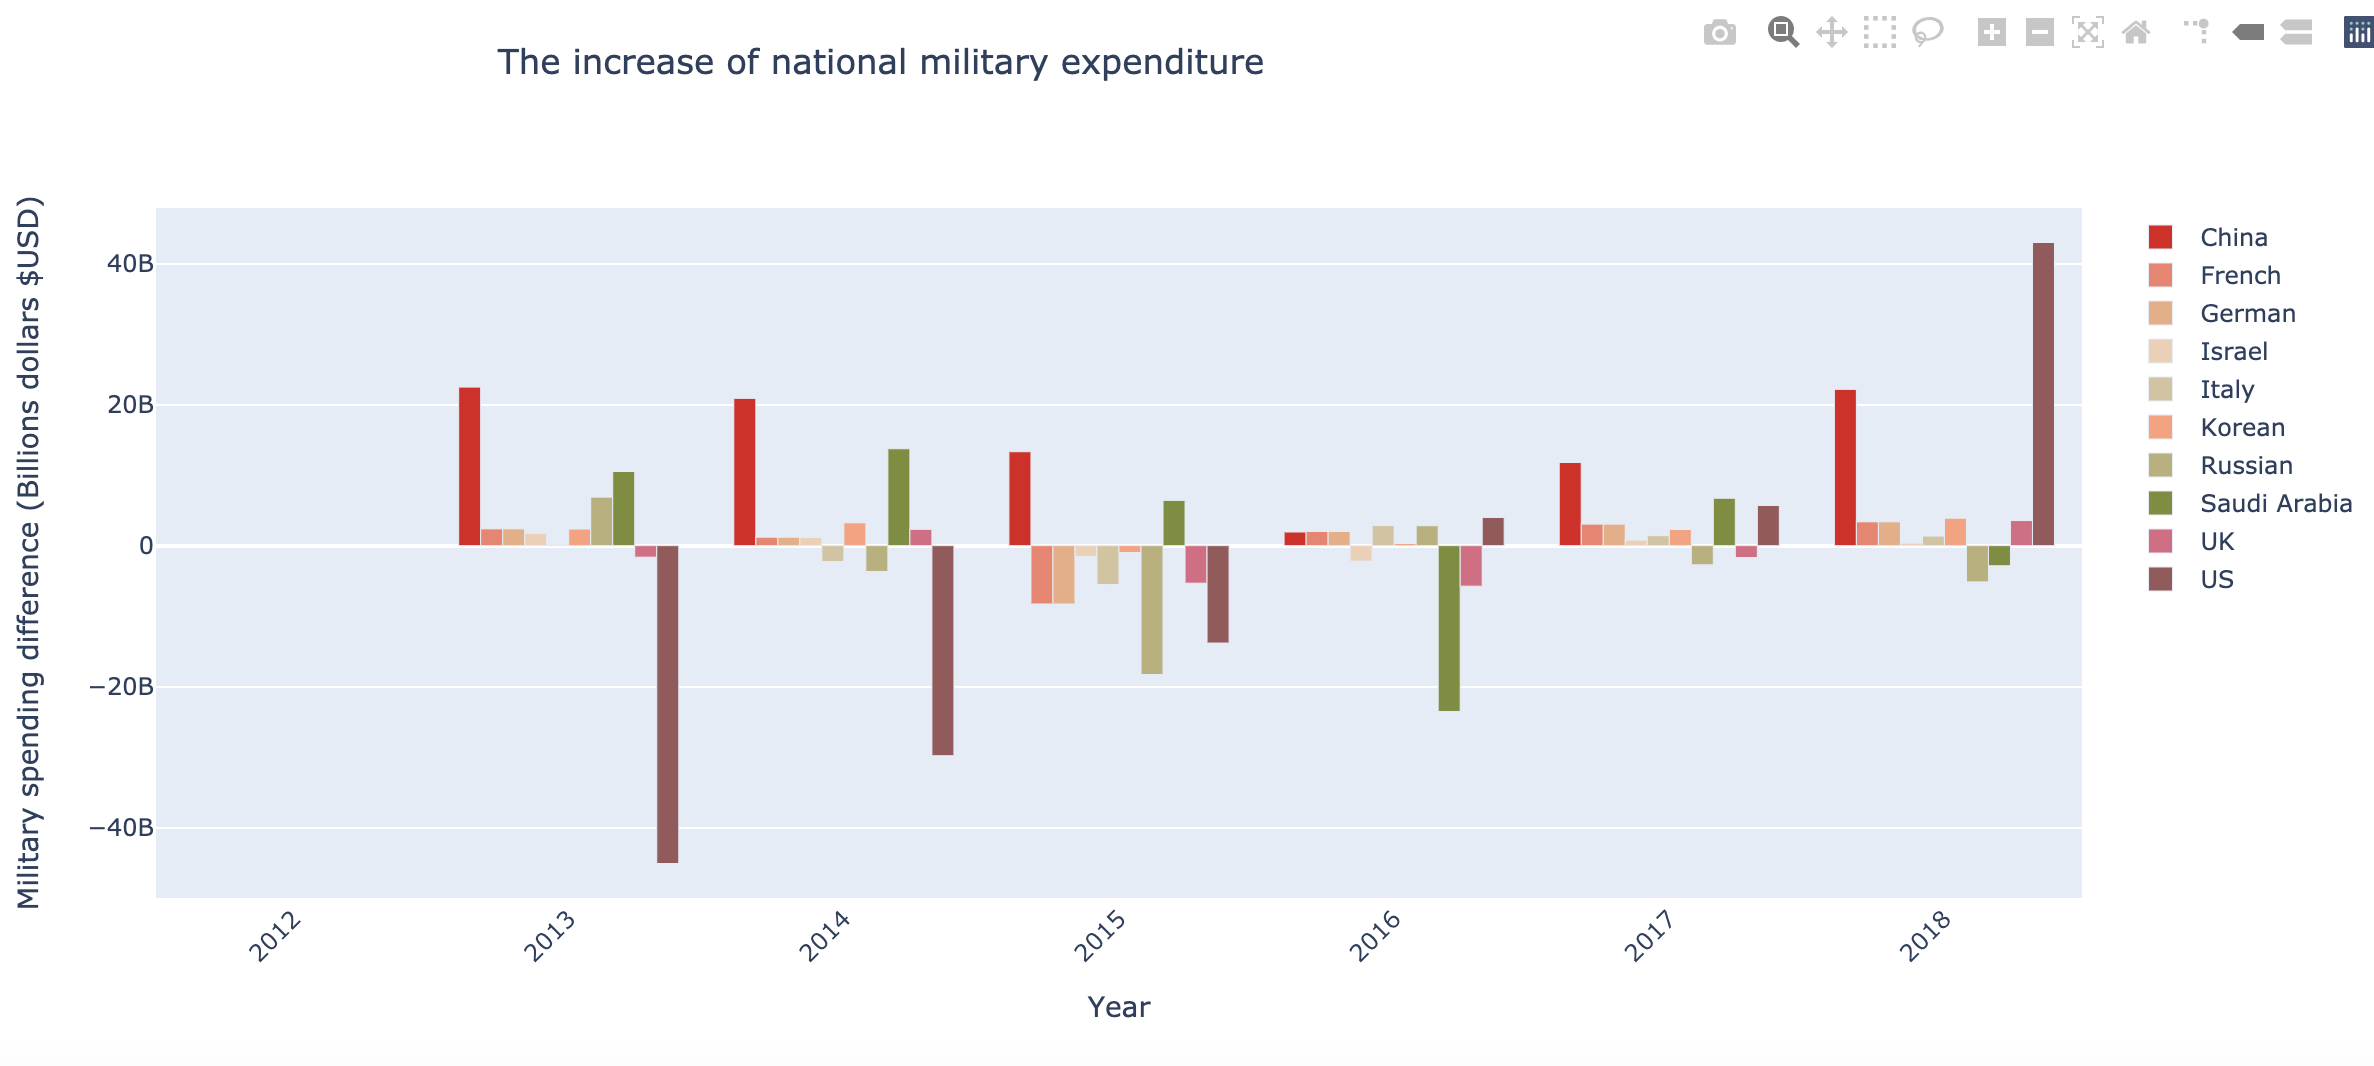 The increase of national military expenditure
Military spending difference (Billions dollars $USD)
40B
20B
0
−20B
−40B
2012
2013
2014
2015
2016
2017
2018
Year
China
French
German
Israel
Italy
Korean
Russian
Saudi Arabia
UK
US